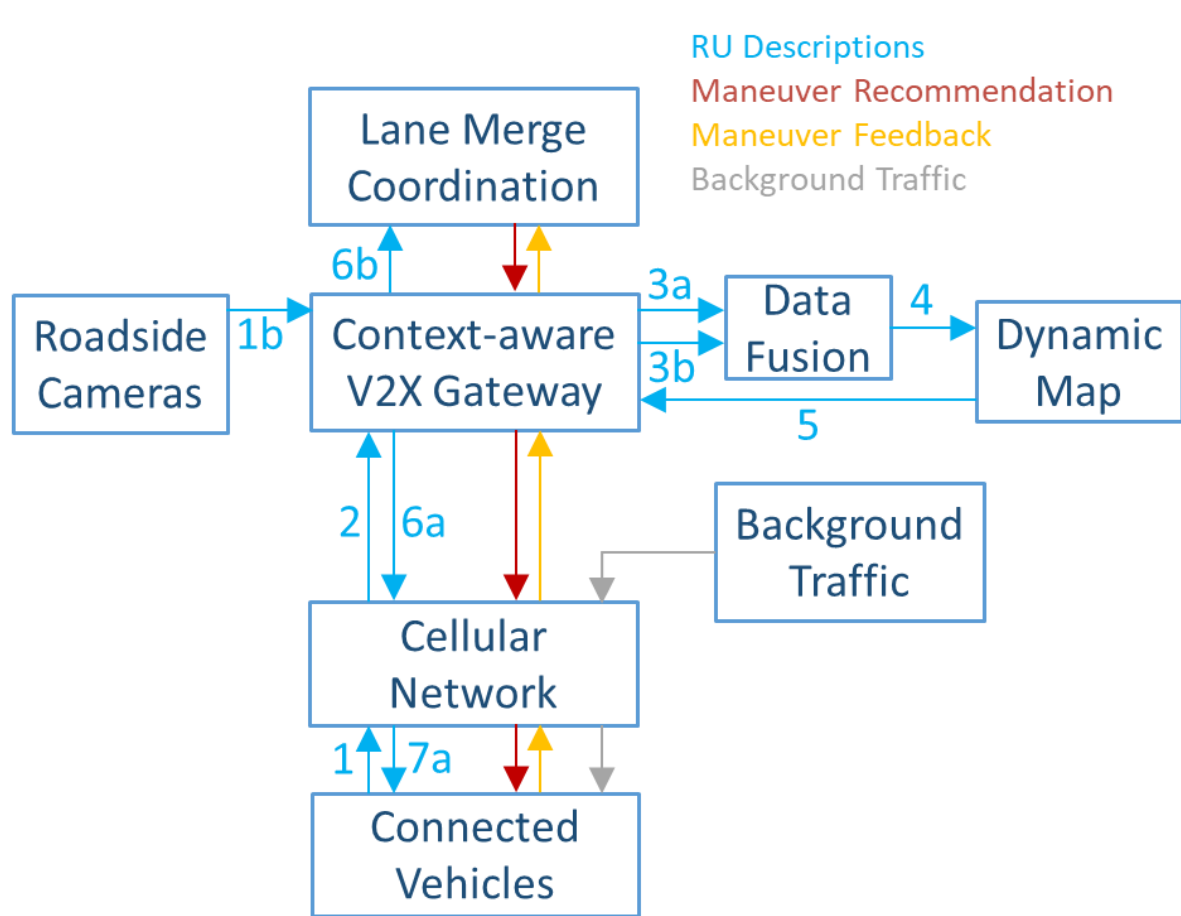 RU Descriptions
Maneuver Recommendation
Maneuver Feedback
Background Traffic
Lane Merge
Coordination
6b
3a
Data
Fusion
4
Roadside
Cameras
1b
Context-aware
V2X Gateway
3b
Dynamic
Map
5
2
6a
Background
Traffic
Cellular
Network
1
7a
Connected
Vehicles